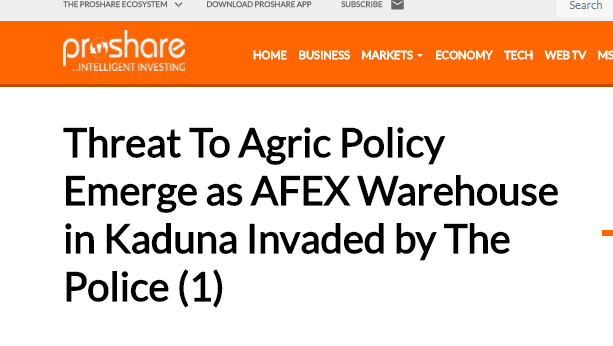 THE PROSHARE ECOSYSTEM DOWNLOAD PROSHARE APP SUBSCRIBE Search
proshare
...INTELLIGENT INVESTING
HOME BUSINESS MARKETS ECONOMY TECH WEB TV MS
Threat To Agric Policy
Emerge as AFEX Warehouse
in Kaduna Invaded by The
Police (1)